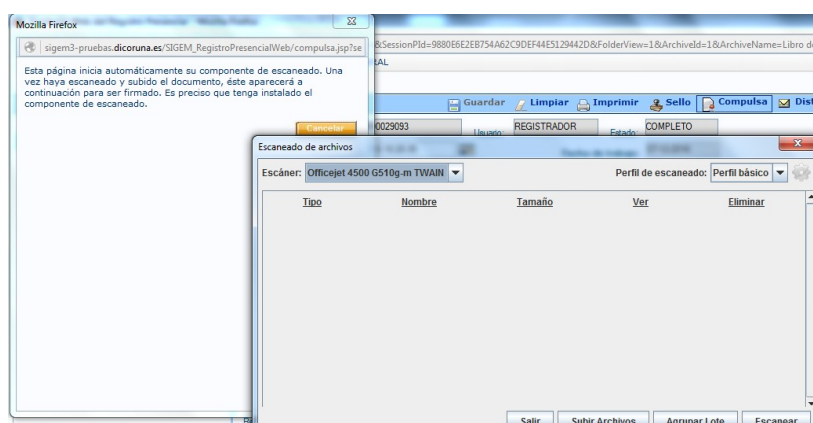 Mozilla Firefox
sigem3-pruebas.dicoruna.es/SIGEM_RegistroPresencialWeb/compulsa.jsp?se
&SessionPId=9880E6E2EB754A62C9DEF44E5129442D&FolderView=1&ArchiveId=1&ArchiveName=Libro de
Esta página inicia automáticamente su componente de escaneado. Una
vez haya escaneado y subido el documento, éste aparecerá a
continuación para ser firmado. Es preciso que tenga instalado el
componente de escaneado.
Cancelar
Guardar Limpiar Imprimir Sello Compulsa Dist
0029093 Usuario: REGISTRADOR Estado: COMPLETO
Escaneado de archivos
Escáner: Officejet 4500 G510g-m TWAIN Perfil de escaneado: Perfil básico
Tipo Nombre Tamaño Ver Eliminar
Salir Subir Archivos Agrupar Lote Escanear